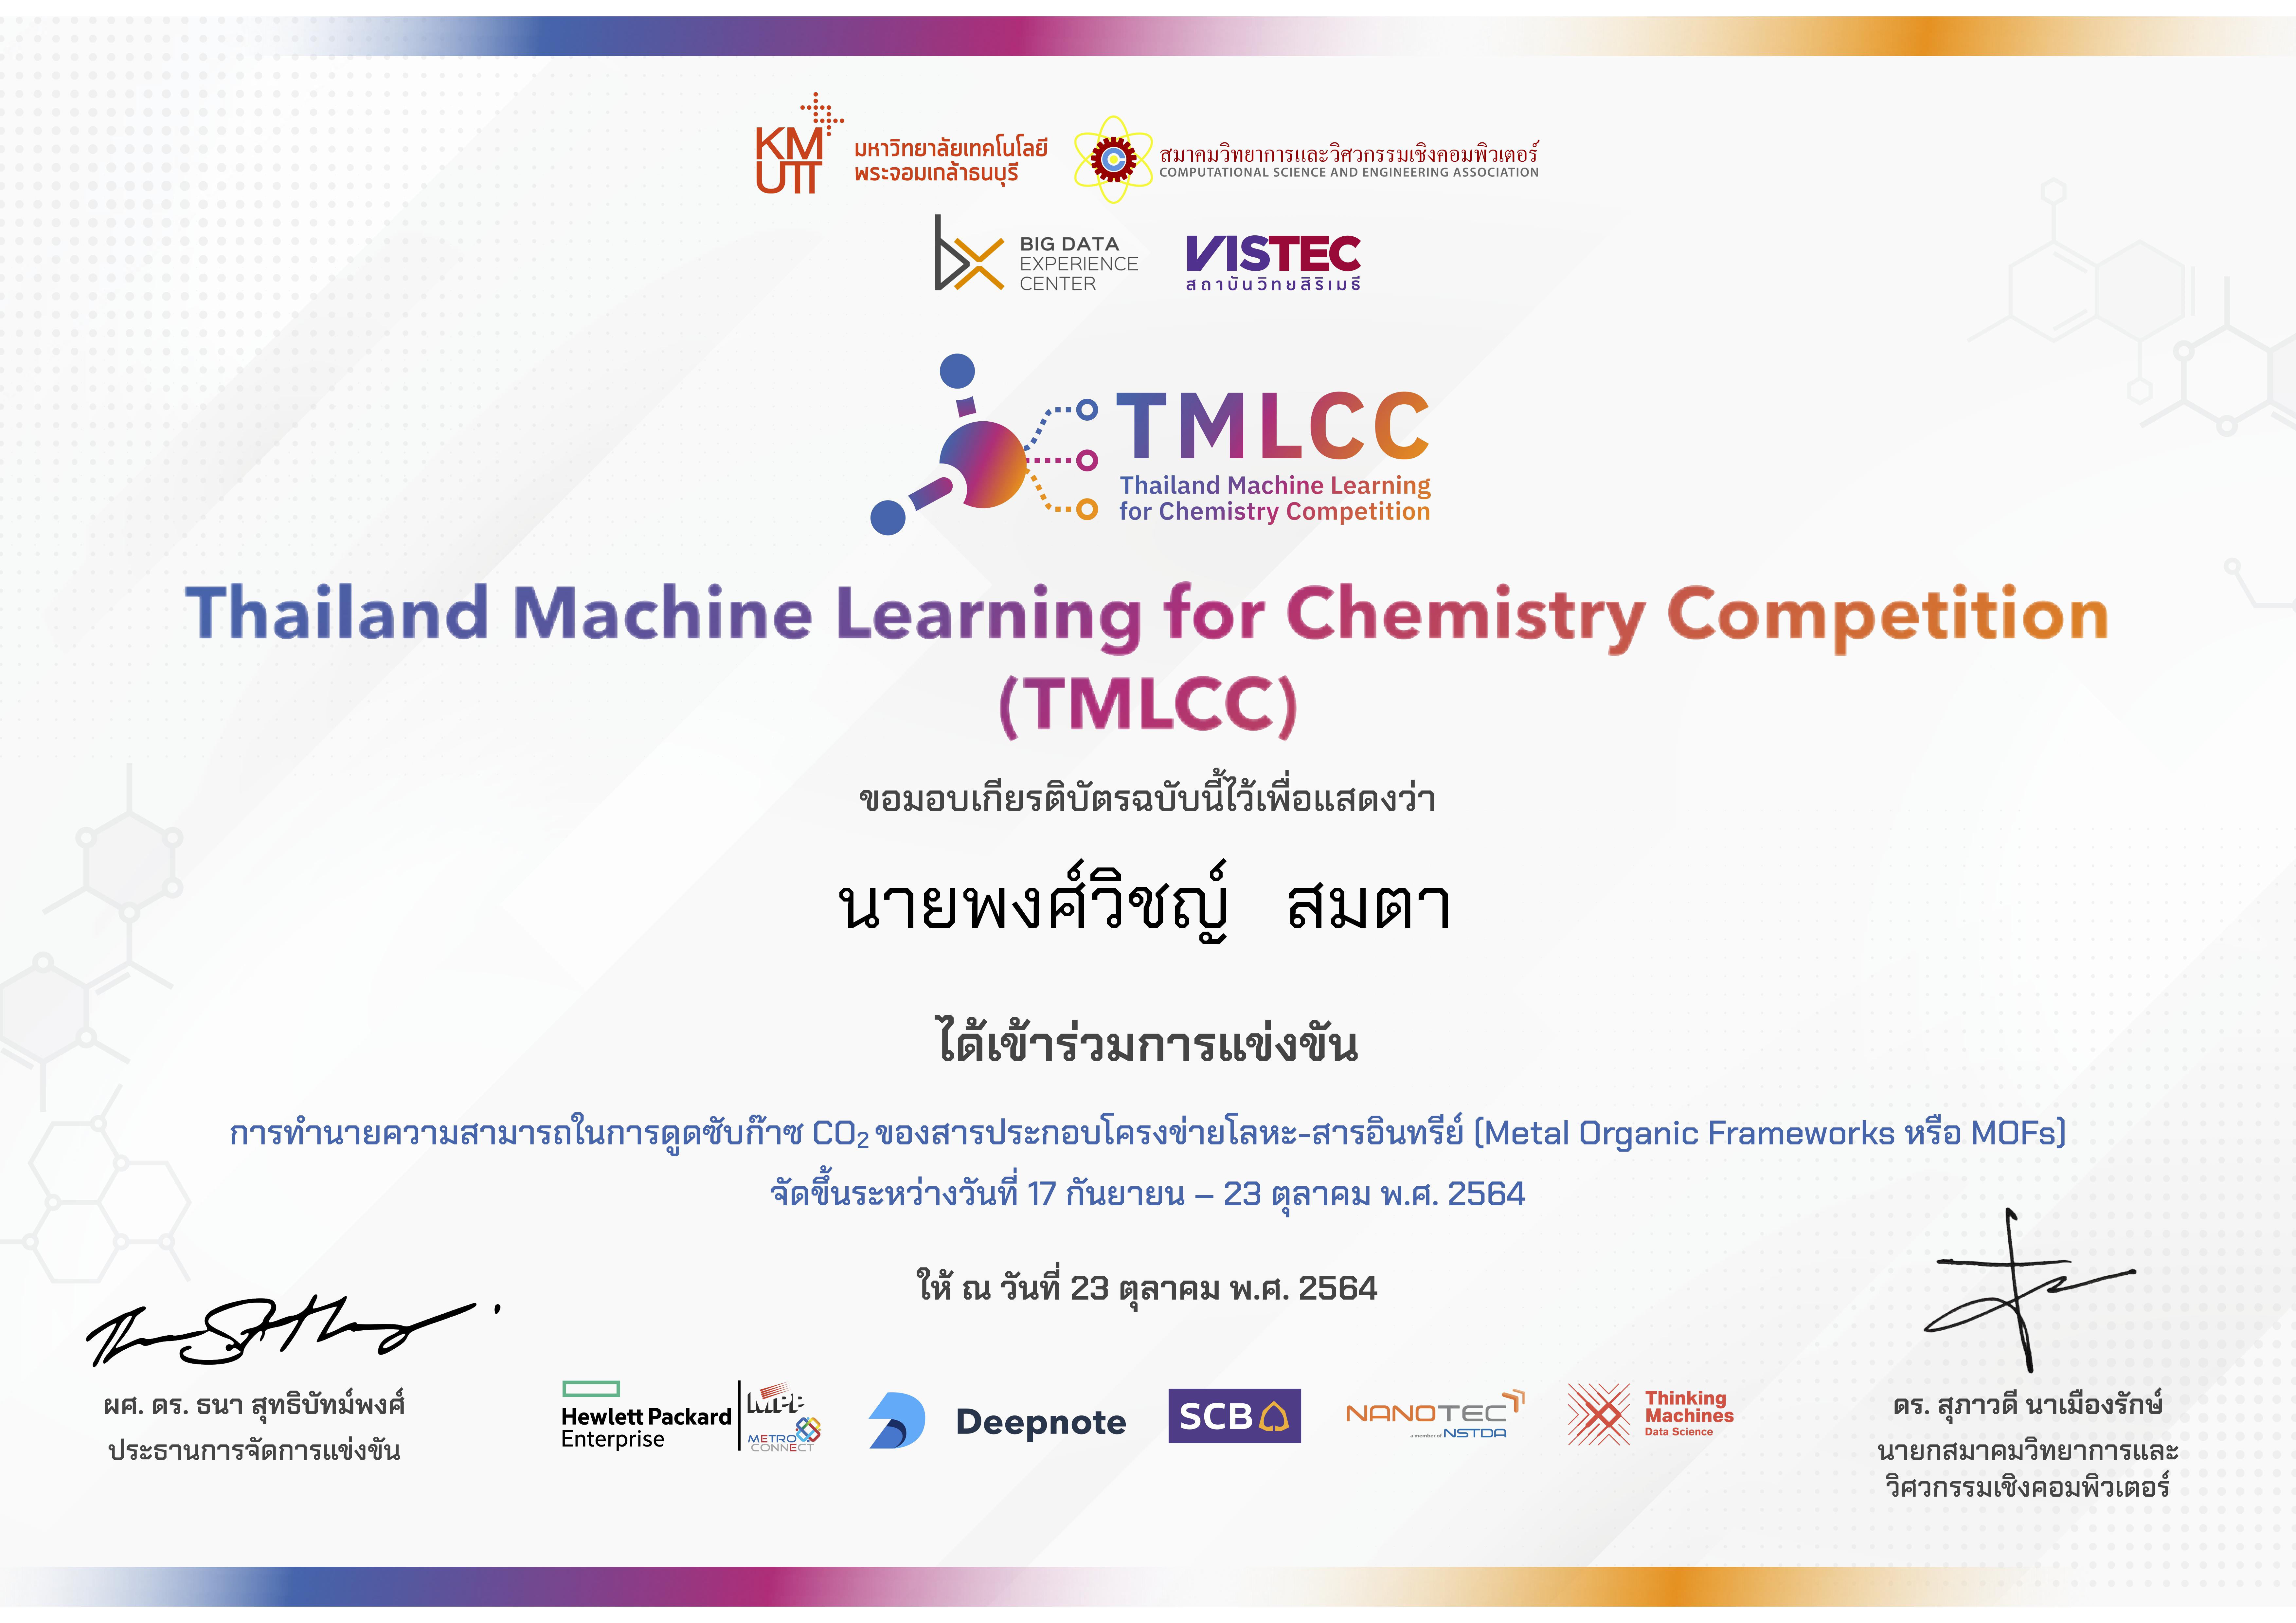 KM
UTT
มหาวิทยาลัยเทคโนโลยี
พระจอมเกล้าธนบุรี
สมาคมวิทยาการและวิศวกรรมเชิงคอมพิวเตอร์
COMPUTATIONAL SCIENCE AND ENGINEERING ASSOCIATION
bx
BIG DATA
EXPERIENCE
CENTER
VISTEC
สถาบันวิทยสิริเมธี
TMLCC
Thailand Machine Learning
for Chemistry Competition
Thailand Machine Learning for Chemistry Competition
(TMLCC)
ขอมอบเกียรติบัตรฉบับนี้ไว้เพื่อแสดงว่า
นายพงศ์วิชญ์ สมตา
ได้เข้าร่วมการแข่งขัน
การทำนายความสามารถในการดูดซับก๊าซ CO₂ ของสารประกอบโครงข่ายโลหะ-สารอินทรีย์ (Metal Organic Frameworks หรือ MOFs)
จัดขึ้นระหว่างวันที่ 17 กันยายน – 23 ตุลาคม พ.ศ. 2564
ให้ ณ วันที่ 23 ตุลาคม พ.ศ. 2564
ผศ. ดร. ธนา สุทธิบัทม์พงศ์
ประธานการจัดการแข่งขัน
Hewlett Packard
Enterprise
METRO
CONNECT
Deepnote
SCB
NANOTEC
a member of NSTDA
Thinking
Machines
Data Science
ดร. สุภาวดี นาเมืองรักษ์
นายกสมาคมวิทยาการและ
วิศวกรรมเชิงคอมพิวเตอร์